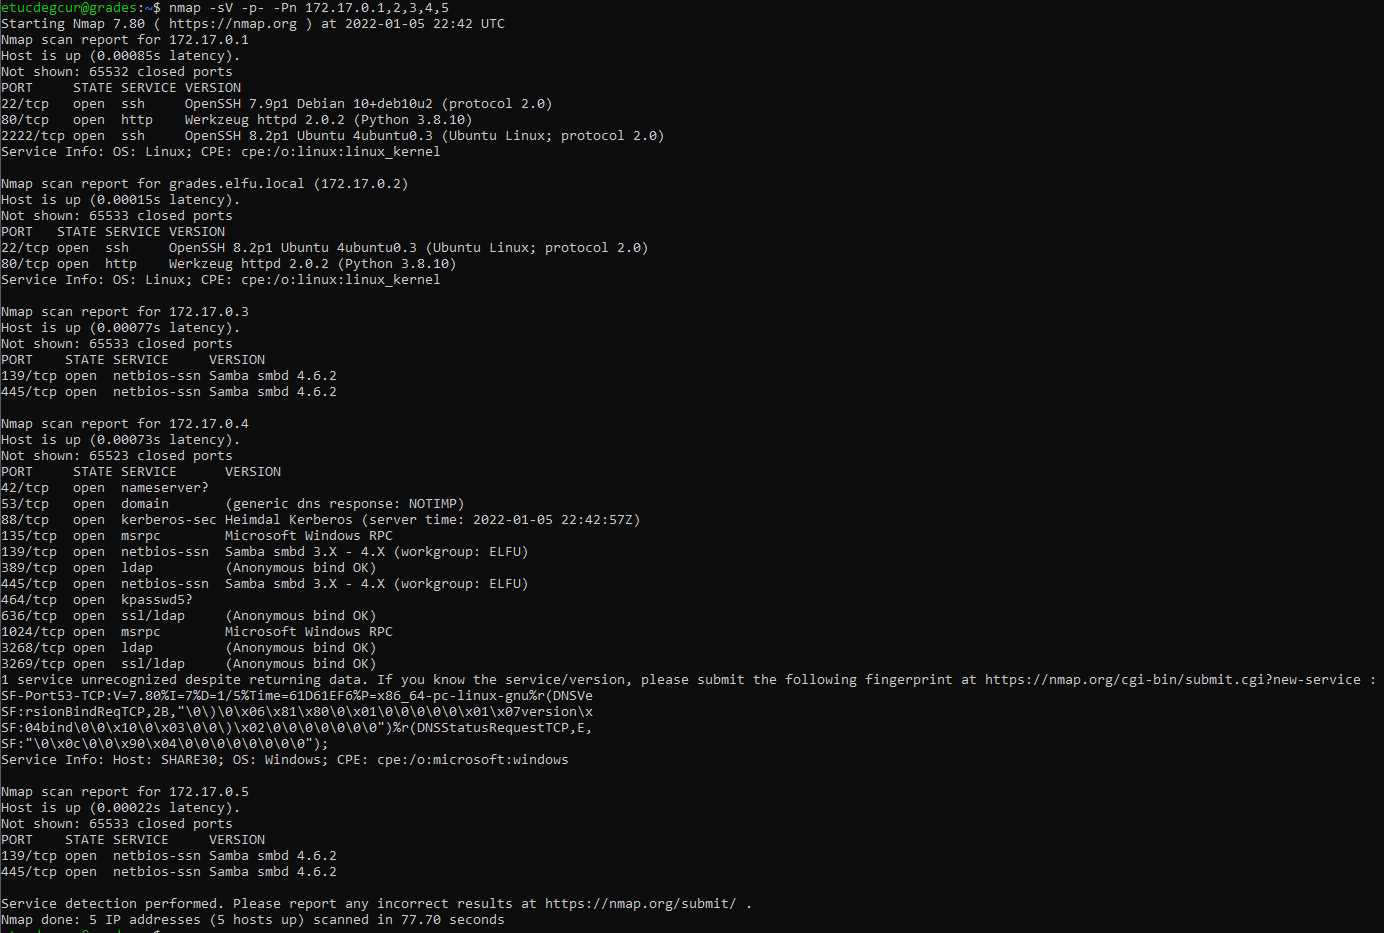 etucdegcur@grades:~$ nmap -sV -p- -Pn 172.17.0.1,2,3,4,5
Starting Nmap 7.80 ( https://nmap.org ) at 2022-01-05 22:42 UTC
Nmap scan report for 172.17.0.1
Host is up (0.00085s latency).
Not shown: 65532 closed ports
PORT     STATE SERVICE VERSION
22/tcp   open  ssh     OpenSSH 7.9p1 Debian 10+deb10u2 (protocol 2.0)
80/tcp   open  http    Werkzeug httpd 2.0.2 (Python 3.8.10)
2222/tcp open  ssh     OpenSSH 8.2p1 Ubuntu 4ubuntu0.3 (Ubuntu Linux; protocol 2.0)
Service Info: OS: Linux; CPE: cpe:/o:linux:linux_kernel

Nmap scan report for grades.elfu.local (172.17.0.2)
Host is up (0.00015s latency).
Not shown: 65533 closed ports
PORT   STATE SERVICE VERSION
22/tcp open  ssh     OpenSSH 8.2p1 Ubuntu 4ubuntu0.3 (Ubuntu Linux; protocol 2.0)
80/tcp open  http    Werkzeug httpd 2.0.2 (Python 3.8.10)
Service Info: OS: Linux; CPE: cpe:/o:linux:linux_kernel

Nmap scan report for 172.17.0.3
Host is up (0.00077s latency).
Not shown: 65533 closed ports
PORT    STATE SERVICE     VERSION
139/tcp open  netbios-ssn Samba smbd 4.6.2
445/tcp open  netbios-ssn Samba smbd 4.6.2

Nmap scan report for 172.17.0.4
Host is up (0.00073s latency).
Not shown: 65523 closed ports
PORT     STATE SERVICE      VERSION
42/tcp   open  nameserver?
53/tcp   open  domain       (generic dns response: NOTIMP)
88/tcp   open  kerberos-sec Heimdal Kerberos (server time: 2022-01-05 22:42:57Z)
135/tcp  open  msrpc        Microsoft Windows RPC
139/tcp  open  netbios-ssn  Samba smbd 3.X - 4.X (workgroup: ELFU)
389/tcp  open  ldap         (Anonymous bind OK)
445/tcp  open  netbios-ssn  Samba smbd 3.X - 4.X (workgroup: ELFU)
464/tcp  open  kpasswd5?
636/tcp  open  ssl/ldap     (Anonymous bind OK)
1024/tcp open  msrpc        Microsoft Windows RPC
3268/tcp open  ldap         (Anonymous bind OK)
3269/tcp open  ssl/ldap     (Anonymous bind OK)
1 service unrecognized despite returning data. If you know the service/version, please submit the following fingerprint at https://nmap.org/cgi-bin/submit.cgi?new-service :
SF-Port53-TCP:V=7.80%I=7%D=1/5%Time=61D61EF6%P=x86_64-pc-linux-gnu%r(DNSVe
SF:rsionBindReqTCP,2B,"\0\)\0\x06\x81\x80\0\x01\0\0\0\0\0\x01\x07version\x
SF:04bind\0\0\x10\0\x03\0\0\)\x02\0\0\0\0\0\0\0")%r(DNSStatusRequestTCP,E,
SF:"\0\x0c\0\0\x90\x04\0\0\0\0\0\0\0\0");
Service Info: Host: SHARE30; OS: Windows; CPE: cpe:/o:microsoft:windows

Nmap scan report for 172.17.0.5
Host is up (0.00022s latency).
Not shown: 65533 closed ports
PORT    STATE SERVICE     VERSION
139/tcp open  netbios-ssn Samba smbd 4.6.2
445/tcp open  netbios-ssn Samba smbd 4.6.2

Service detection performed. Please report any incorrect results at https://nmap.org/submit/ .
Nmap done: 5 IP addresses (5 hosts up) scanned in 77.70 seconds